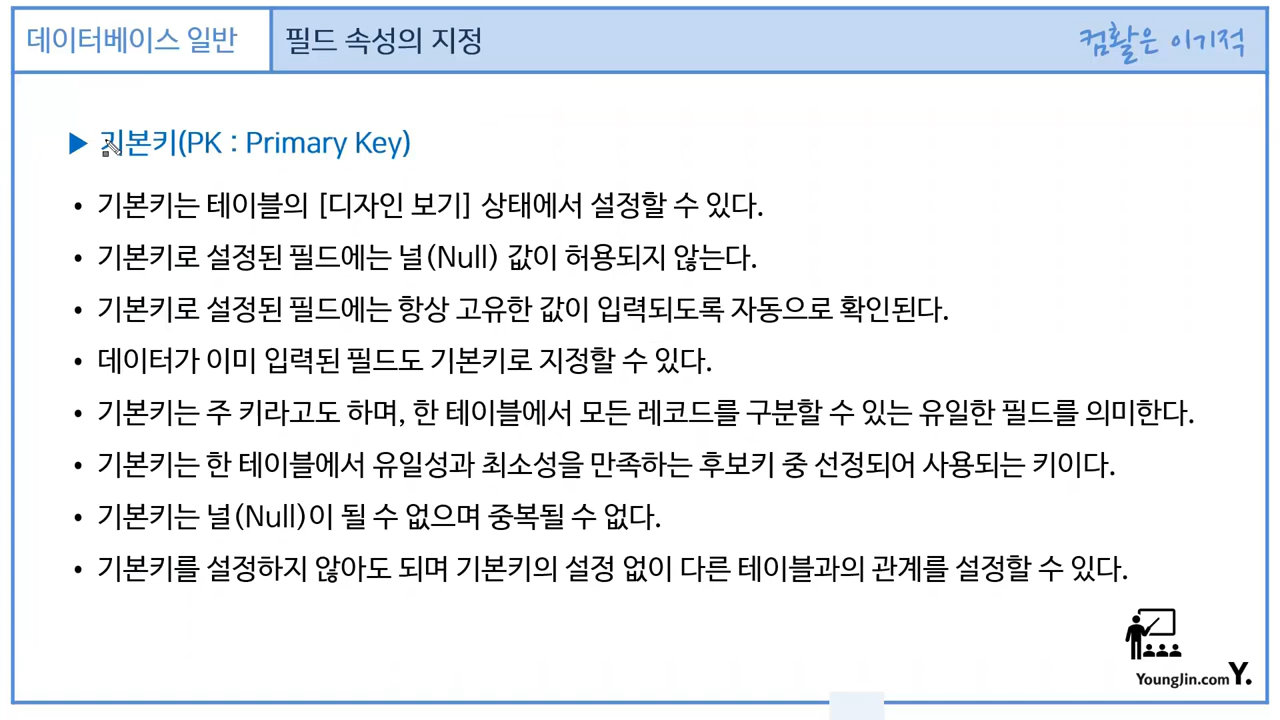 데이터베이스 일반
필드 속성의 지정
컴활은 이기적
▶ 기본키(PK : Primary Key)
• 기본키는 테이블의 [디자인 보기] 상태에서 설정할 수 있다.
• 기본키로 설정된 필드에는 널(Null) 값이 허용되지 않는다.
• 기본키로 설정된 필드에는 항상 고유한 값이 입력되도록 자동으로 확인된다.
• 데이터가 이미 입력된 필드도 기본키로 지정할 수 있다.
• 기본키는 주 키라고도 하며, 한 테이블에서 모든 레코드를 구분할 수 있는 유일한 필드를 의미한다.
• 기본키는 한 테이블에서 유일성과 최소성을 만족하는 후보키 중 선정되어 사용되는 키이다.
• 기본키는 널(Null)이 될 수 없으며 중복될 수 없다.
• 기본키를 설정하지 않아도 되며 기본키의 설정 없이 다른 테이블과의 관계를 설정할 수 있다.
YoungJin.com Y.